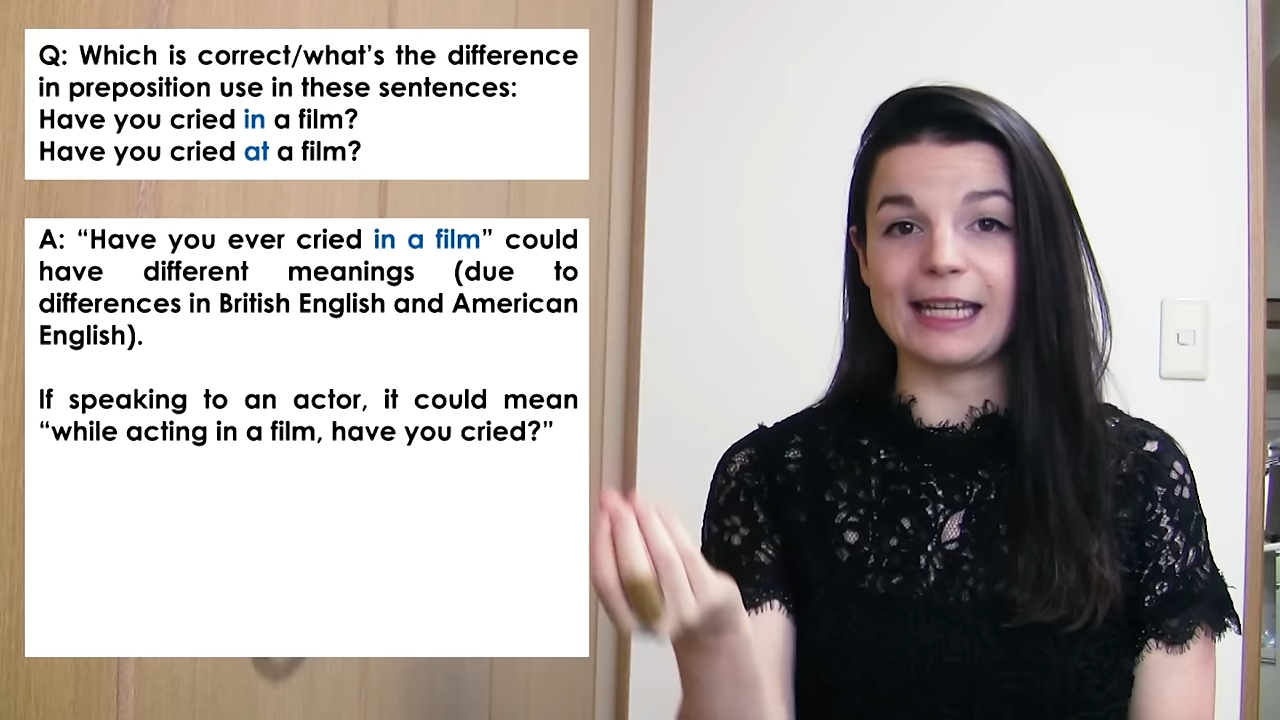 Q: Which is correct/what's the difference
in preposition use in these sentences:
Have you cried in a film?
Have you cried at a film?
A: “Have you ever cried in a film” could
have different meanings (due to
differences in British English and American
English).
If speaking to an actor, it could mean
“while acting in a film, have you cried?”